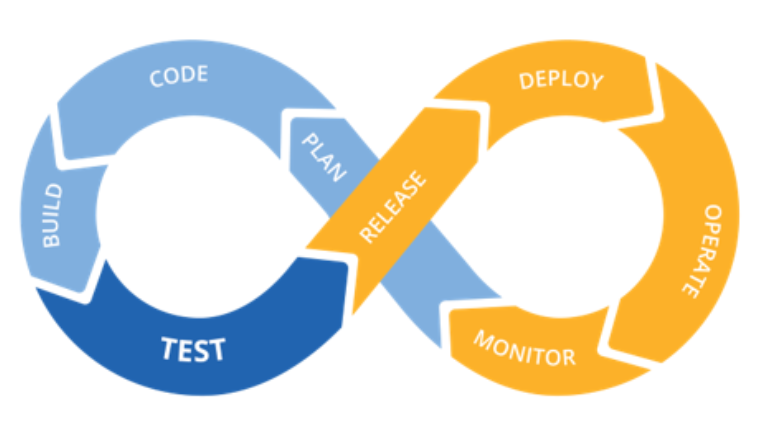 CODE
DEPLOY
PLAN
BUILD
RELEASE
OPERATE
TEST
MONITOR